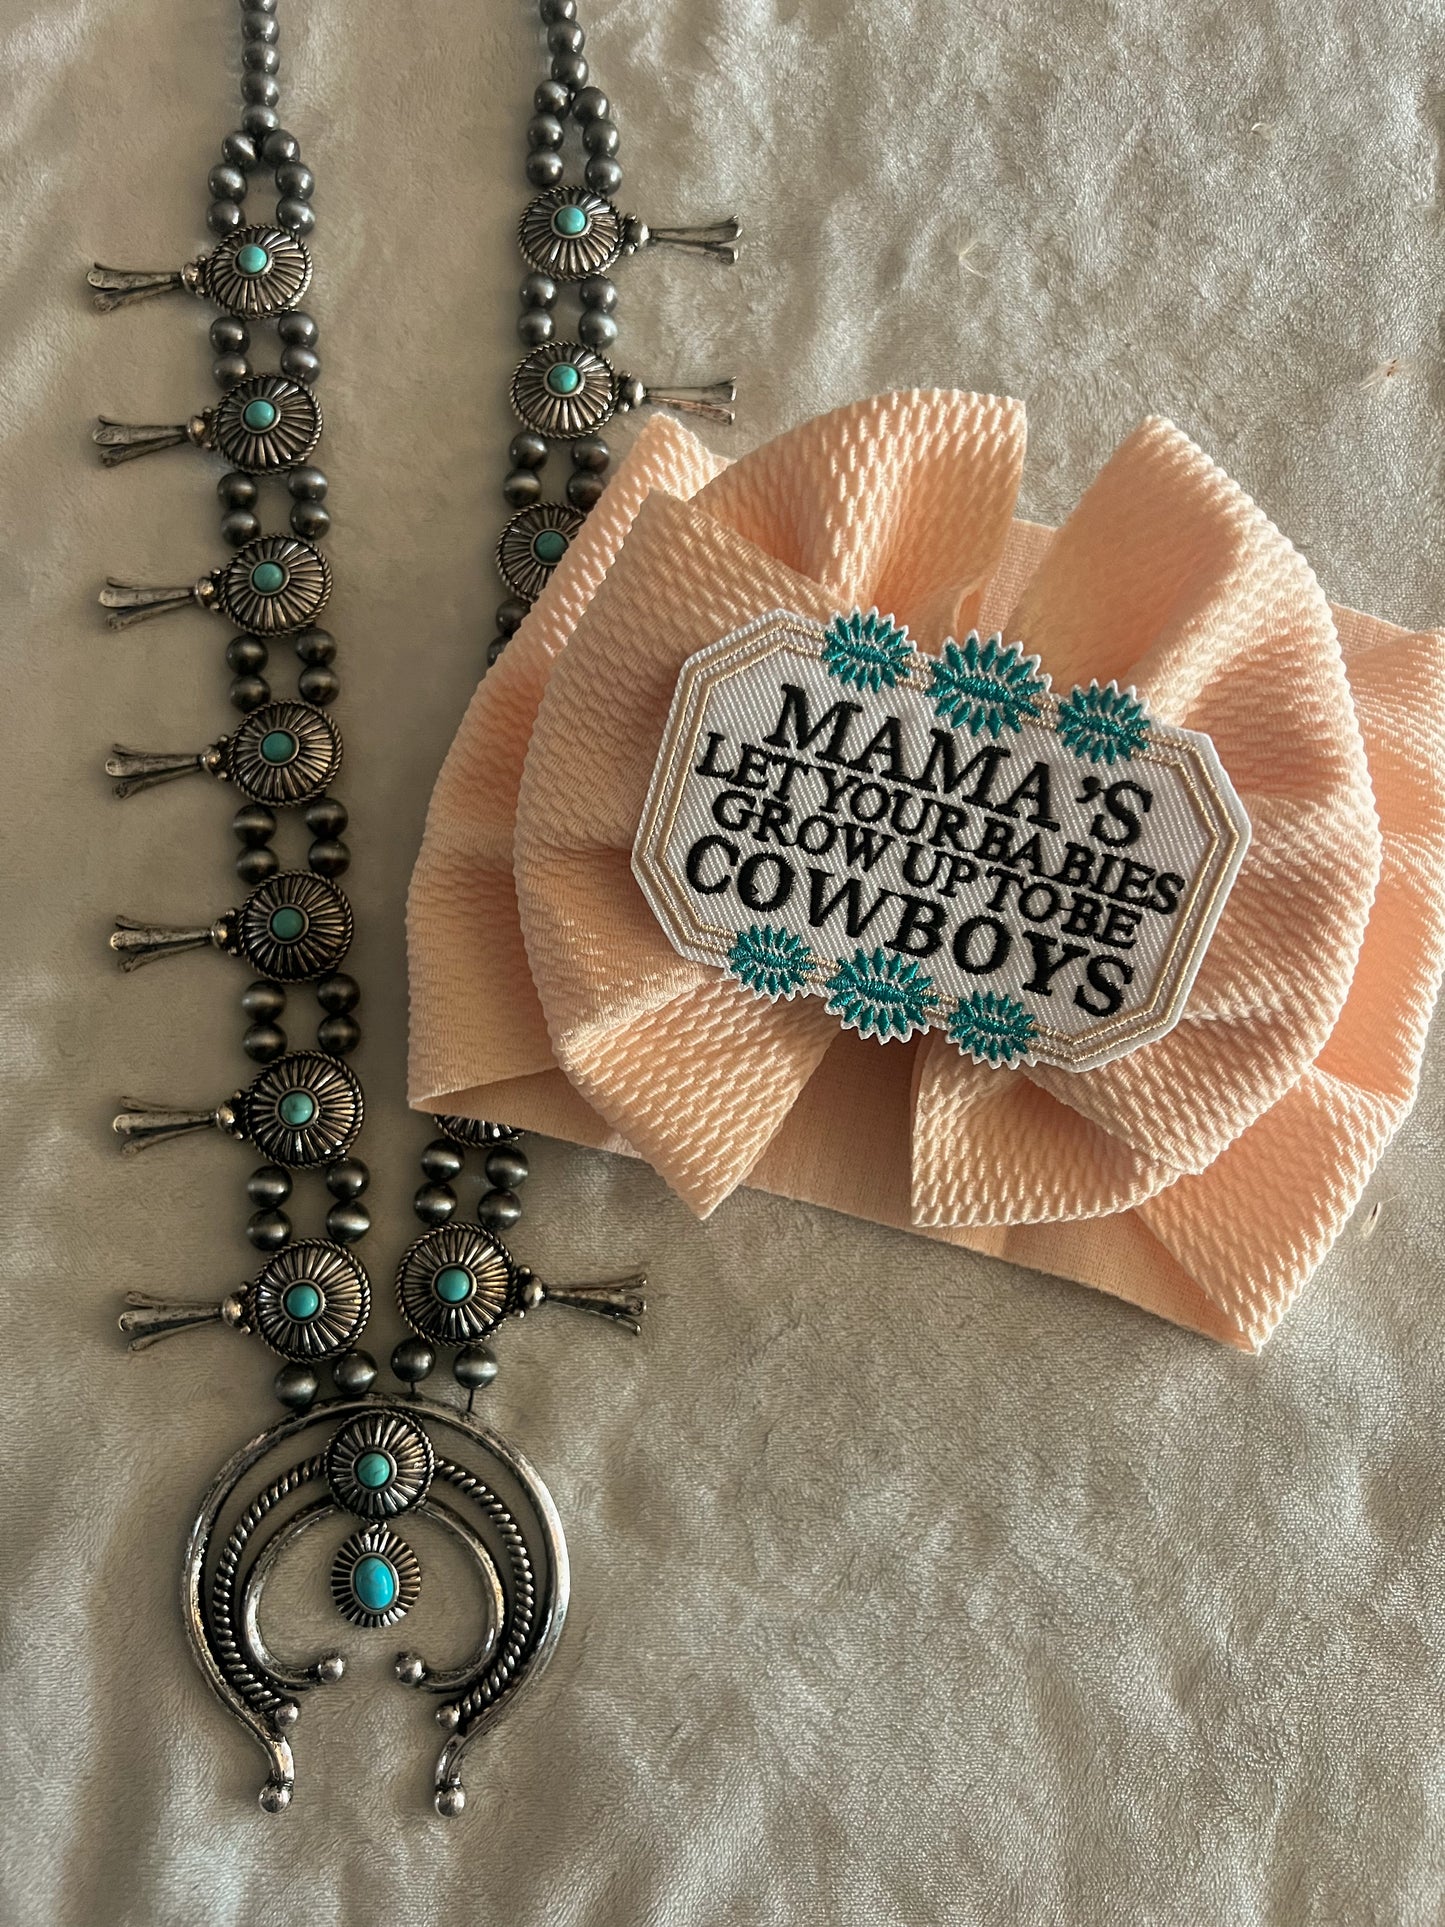 MAMA'S
LET YOUR BABIES
GROW UP TO BE
COWBOYS